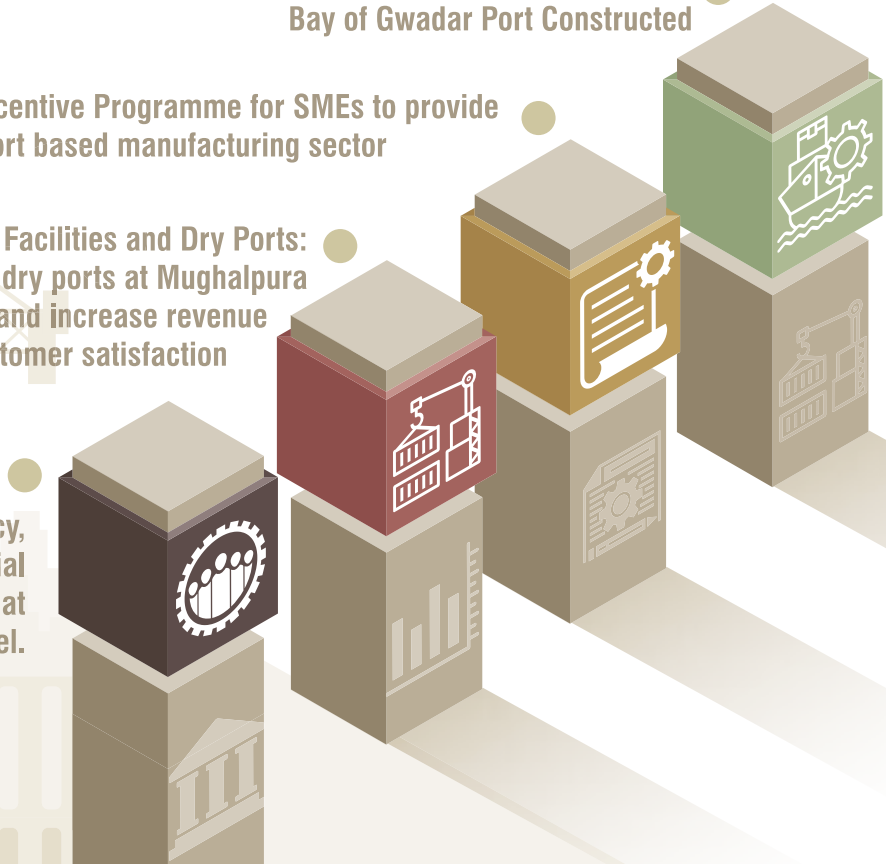 Bay of Gwadar Port Constructed
centive Programme for SMEs to provide
ort based manufacturing sector
Facilities and Dry Ports:
dry ports at Mughalpura
and increase revenue
tomer satisfaction
cy,
ial
at
el.